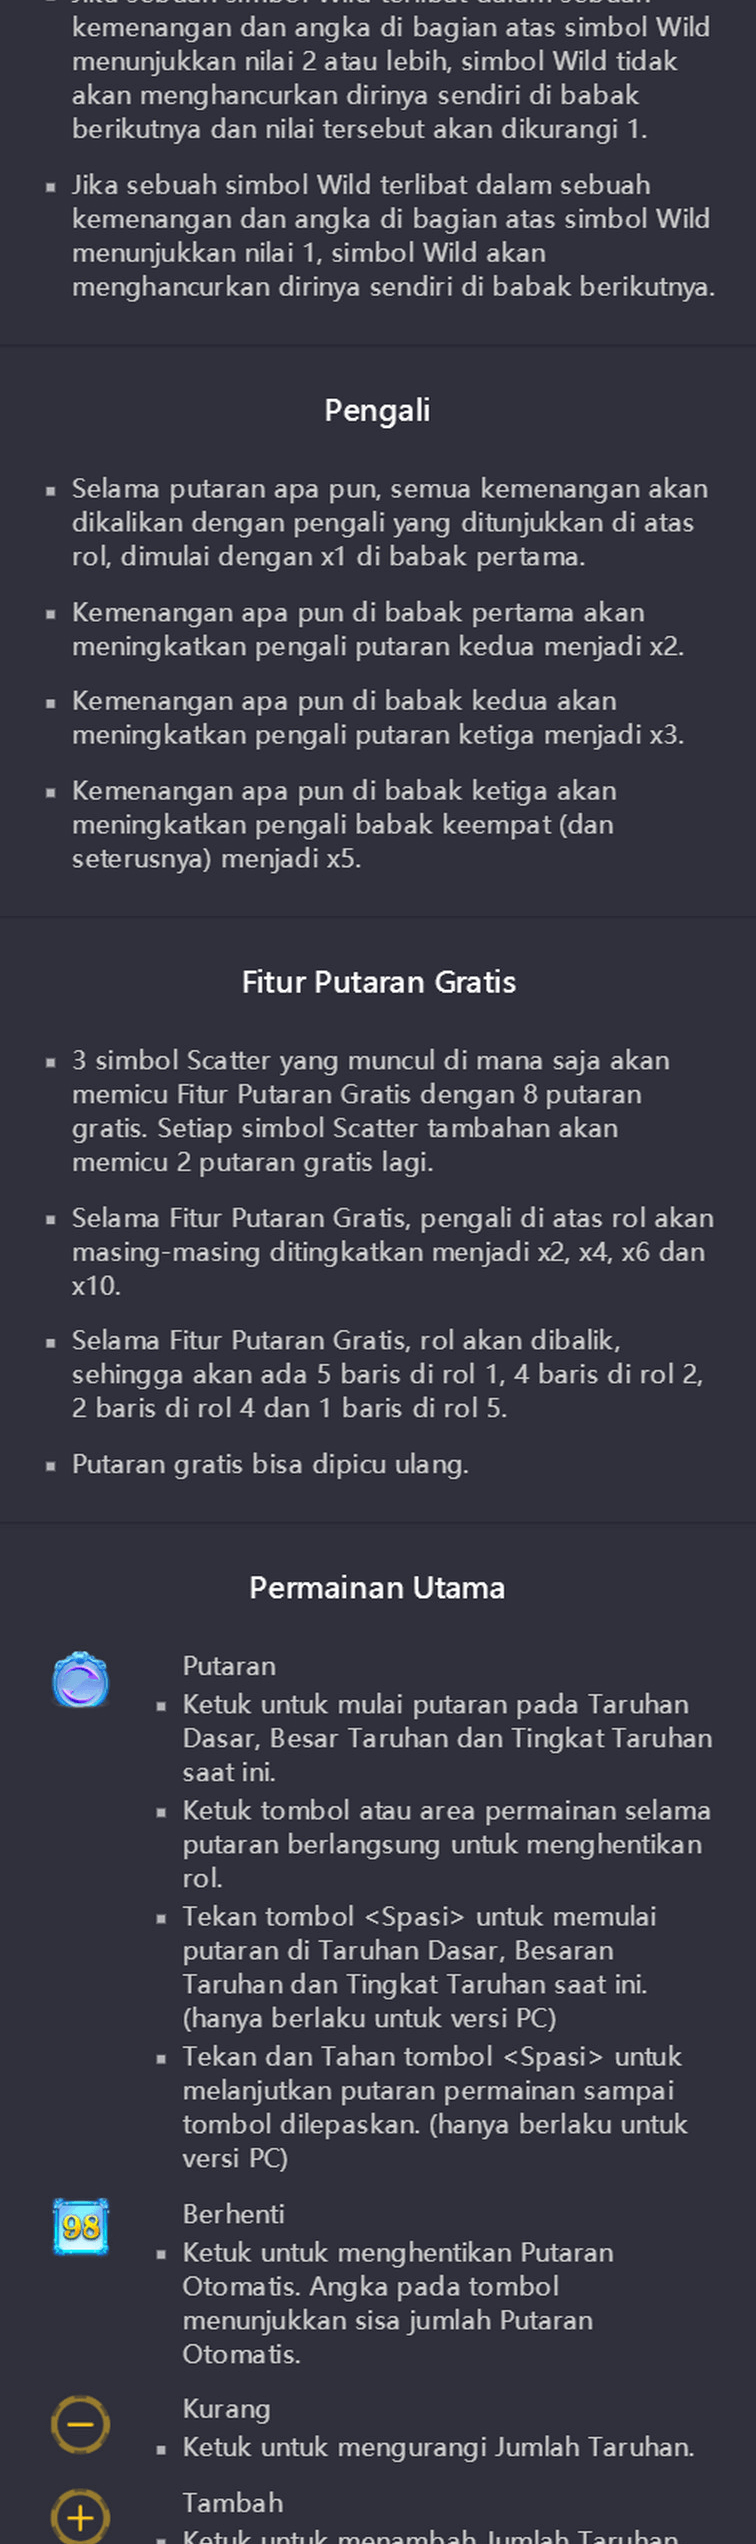 kemenangan dan angka di bagian atas simbol Wild
menunjukkan nilai 2 atau lebih, simbol Wild tidak
akan menghancurkan dirinya sendiri di babak
berikutnya dan nilai tersebut akan dikurangi 1.
Jika sebuah simbol Wild terlibat dalam sebuah
kemenangan dan angka di bagian atas simbol Wild
menunjukkan nilai 1, simbol Wild akan
menghancurkan dirinya sendiri di babak berikutnya.
Pengali
Selama putaran apa pun, semua kemenangan akan
dikalikan dengan pengali yang ditunjukkan di atas
rol, dimulai dengan x1 di babak pertama.
Kemenangan apa pun di babak pertama akan
meningkatkan pengali putaran kedua menjadi x2.
Kemenangan apa pun di babak kedua akan
meningkatkan pengali putaran ketiga menjadi x3.
Kemenangan apa pun di babak ketiga akan
meningkatkan pengali babak keempat (dan
seterusnya) menjadi x5.
Fitur Putaran Gratis
3 simbol Scatter yang muncul di mana saja akan
memicu Fitur Putaran Gratis dengan 8 putaran
gratis. Setiap simbol Scatter tambahan akan
memicu 2 putaran gratis lagi.
Selama Fitur Putaran Gratis, pengali di atas rol akan
masing-masing ditingkatkan menjadi x2, x4, x6 dan
x10.
Selama Fitur Putaran Gratis, rol akan dibalik,
sehingga akan ada 5 baris di rol 1, 4 baris di rol 2,
2 baris di rol 4 dan 1 baris di rol 5.
Putaran gratis bisa dipicu ulang.
Permainan Utama
Putaran
Ketuk untuk mulai putaran pada Taruhan
Dasar, Besar Taruhan dan Tingkat Taruhan
saat ini.
Ketuk tombol atau area permainan selama
putaran berlangsung untuk menghentikan
rol.
Tekan tombol <Spasi> untuk memulai
putaran di Taruhan Dasar, Besaran
Taruhan dan Tingkat Taruhan saat ini.
(hanya berlaku untuk versi PC)
Tekan dan Tahan tombol <Spasi> untuk
melanjutkan putaran permainan sampai
tombol dilepaskan. (hanya berlaku untuk
versi PC)
98
Berhenti
Ketuk untuk menghentikan Putaran
Otomatis. Angka pada tombol
menunjukkan sisa jumlah Putaran
Otomatis.
Kurang
Ketuk untuk mengurangi Jumlah Taruhan.
Tambah
Ketuk untuk menambah Jumlah Taruhan